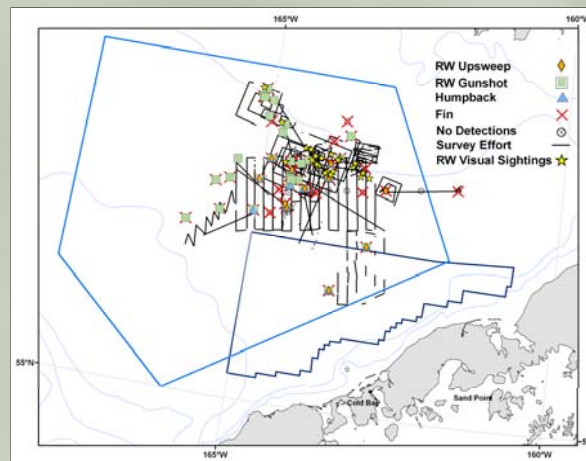 165°W
160°W
RW Upsweep
RW Gunshot
Humpback
Fin
No Detections
Survey Effort
RW Visual Sightings
55°N
Cold Bay
Sand Point
165°W
160°W